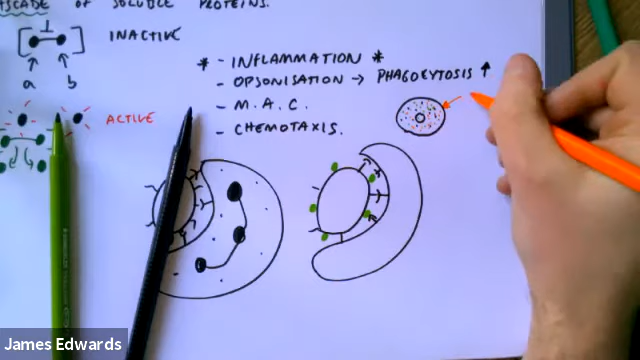 CASCADE OF SOLUBLE PROTEINS.
INACTIVE
a b
ACTIVE
* - INFLAMMATION *
- OPSONISATION → PHAGOCYTOSIS ↑
- M.A.C.
- CHEMOTAXIS.
James Edwards